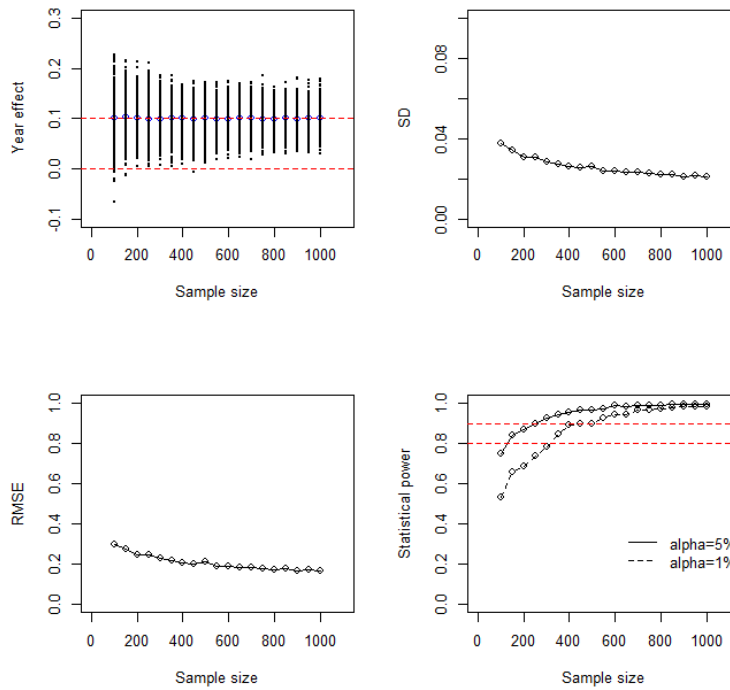 Year effect
0.3
0.2
0.1
0.0
-0.1
0 200 400 600 800 1000
Sample size
SD
0.08
0.04
0.00
0 200 400 600 800 1000
Sample size
RMSE
1.0
0.8
0.6
0.4
0.2
0.0
0 200 400 600 800 1000
Sample size
Statistical power
1.0
0.8
0.6
0.4
0.2
0.0
alpha=5%
alpha=1%
0 200 400 600 800 1000
Sample size